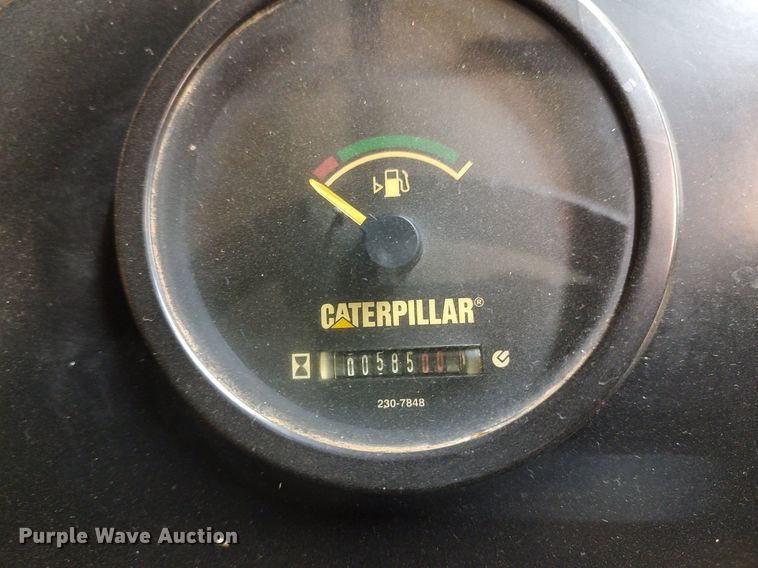 CATERPILLAR®
0058500
230-7848
Purple Wave Auction®